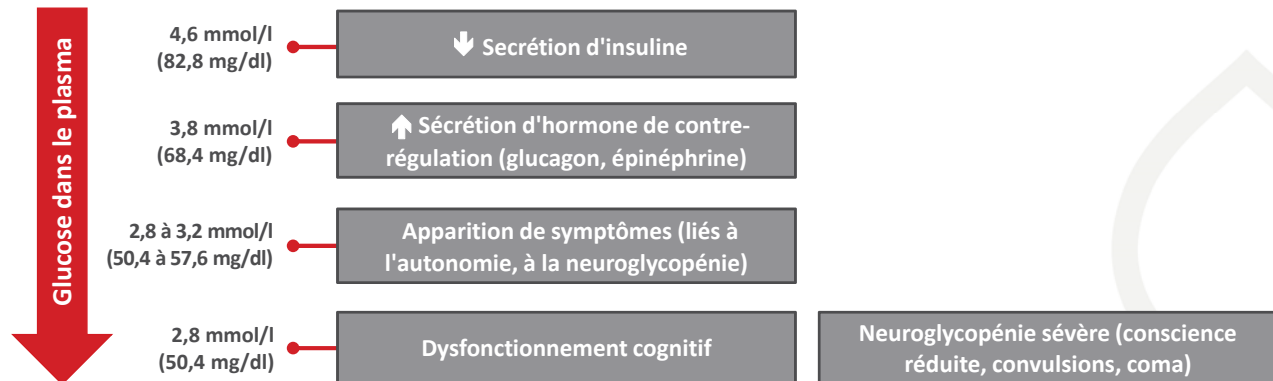 Glucose dans le plasma
4,6 mmol/l
(82,8 mg/dl)
Secrétion d'insuline
3,8 mmol/l
(68,4 mg/dl)
Sécrétion d'hormone de contre-
régulation (glucagon, épinéphrine)
2,8 à 3,2 mmol/l
(50,4 à 57,6 mg/dl)
Apparition de symptômes (liés à
l'autonomie, à la neuroglycopénie)
2,8 mmol/l
(50,4 mg/dl)
Dysfonctionnement cognitif
Neuroglycopénie sévère (conscience
réduite, convulsions, coma)